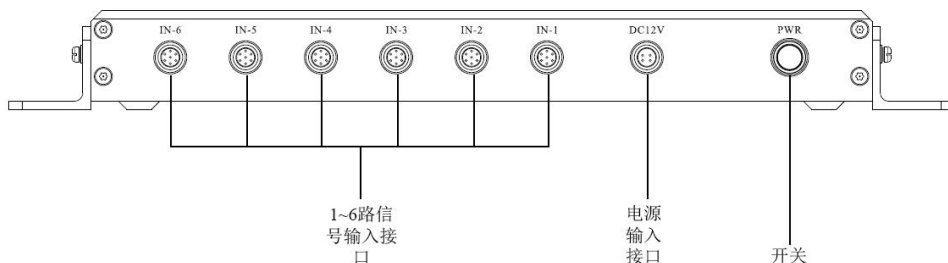 IN-6 IN-5 IN-4 IN-3 IN-2 IN-1 DC12V PWR
1~6路信
号输入接
口
电源
输入
接口
开关